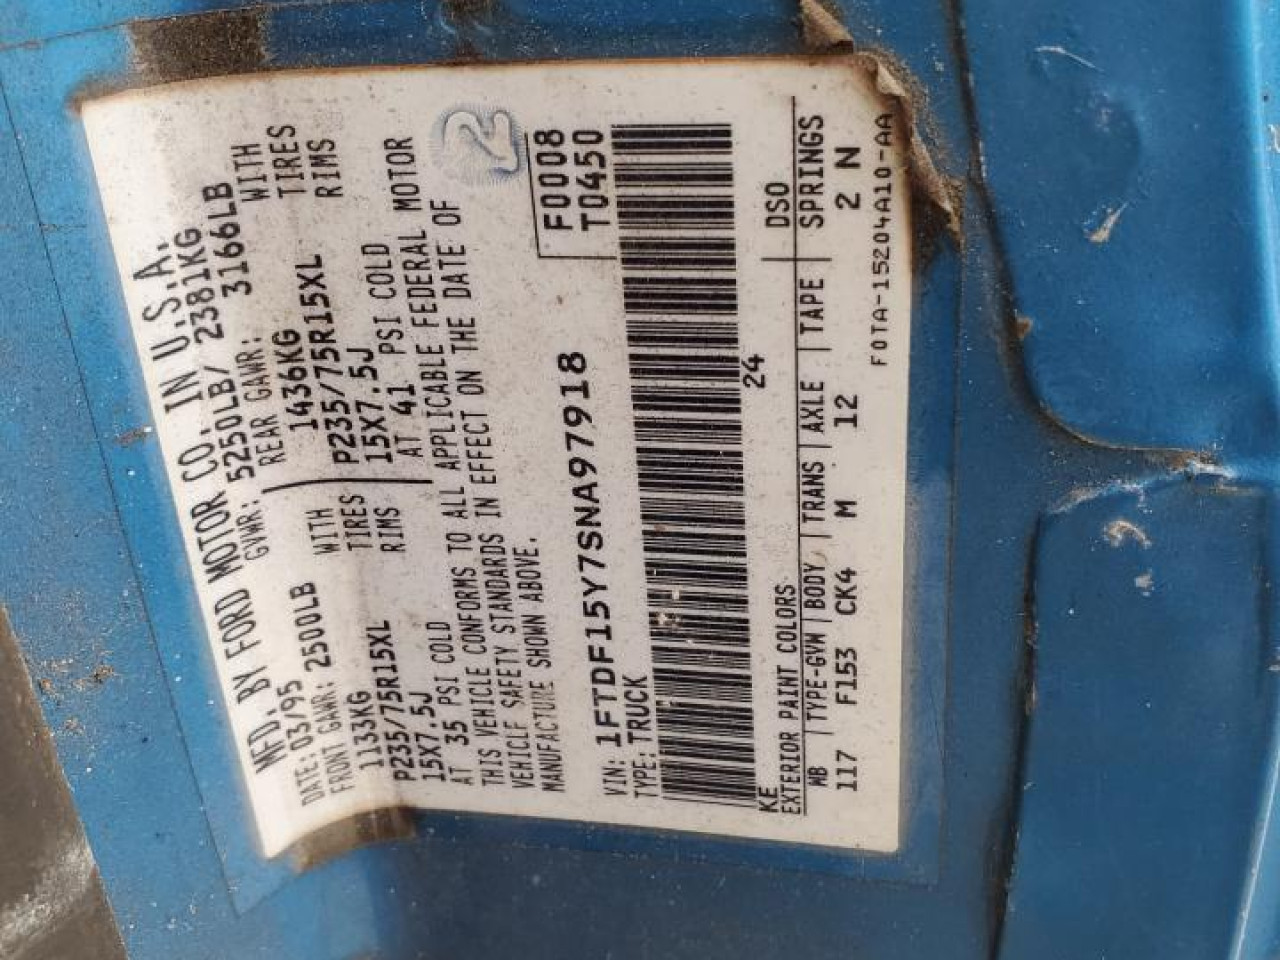 MFD. BY FORD MOTOR CO. IN U.S.A.
DATE: 03/95 GVWR: 5250LB/ 2381KG
FRONT GAWR: 2500LB REAR GAWR: 3166LB
1133KG WITH 1436KG WITH
P235/75R15XL TIRES P235/75R15XL TIRES
15X7.5J RIMS 15X7.5J RIMS
AT 35 PSI COLD AT 41 PSI COLD
THIS VEHICLE CONFORMS TO ALL APPLICABLE FEDERAL MOTOR
VEHICLE SAFETY STANDARDS IN EFFECT ON THE DATE OF
MANUFACTURE SHOWN ABOVE.
2
F0008
T0450
VIN: 1FTDF15Y7SNA97918
TYPE: TRUCK
24
KE DSO
EXTERIOR PAINT COLORS
WB TYPE-GVW BODY TRANS AXLE TAPE SPRINGS
117 F153 CK4 M 12 2 N
F0TA-15204A10-AA